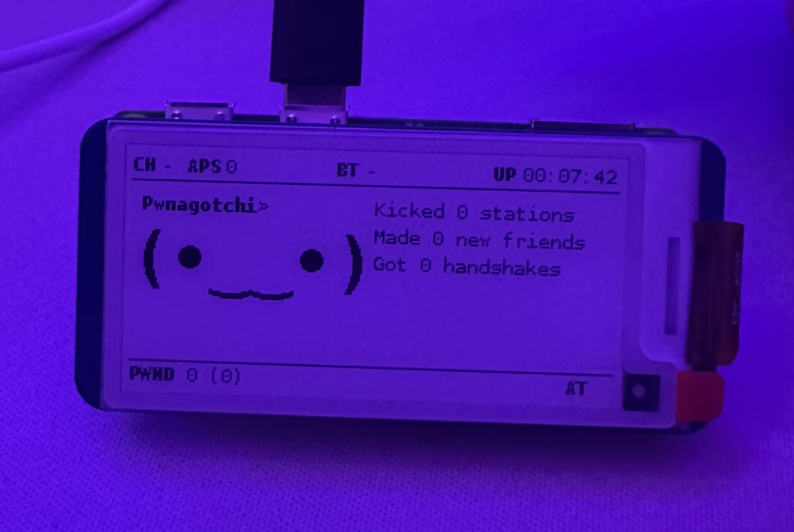 CH - APS 0 BT - UP 00:07:42
Pwnagotchi>
Kicked 0 stations
Made 0 new friends
Got 0 handshakes
PWND 0 (0) AT